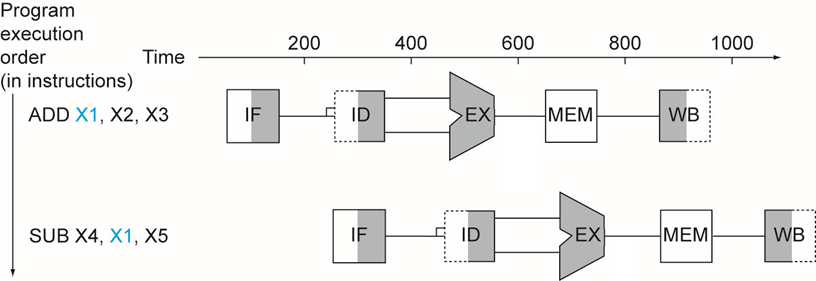 Program
execution
order
(in instructions)
Time
200 400 600 800 1000
ADD X1, X2, X3
IF ID EX MEM WB
SUB X4, X1, X5
IF ID EX MEM WB